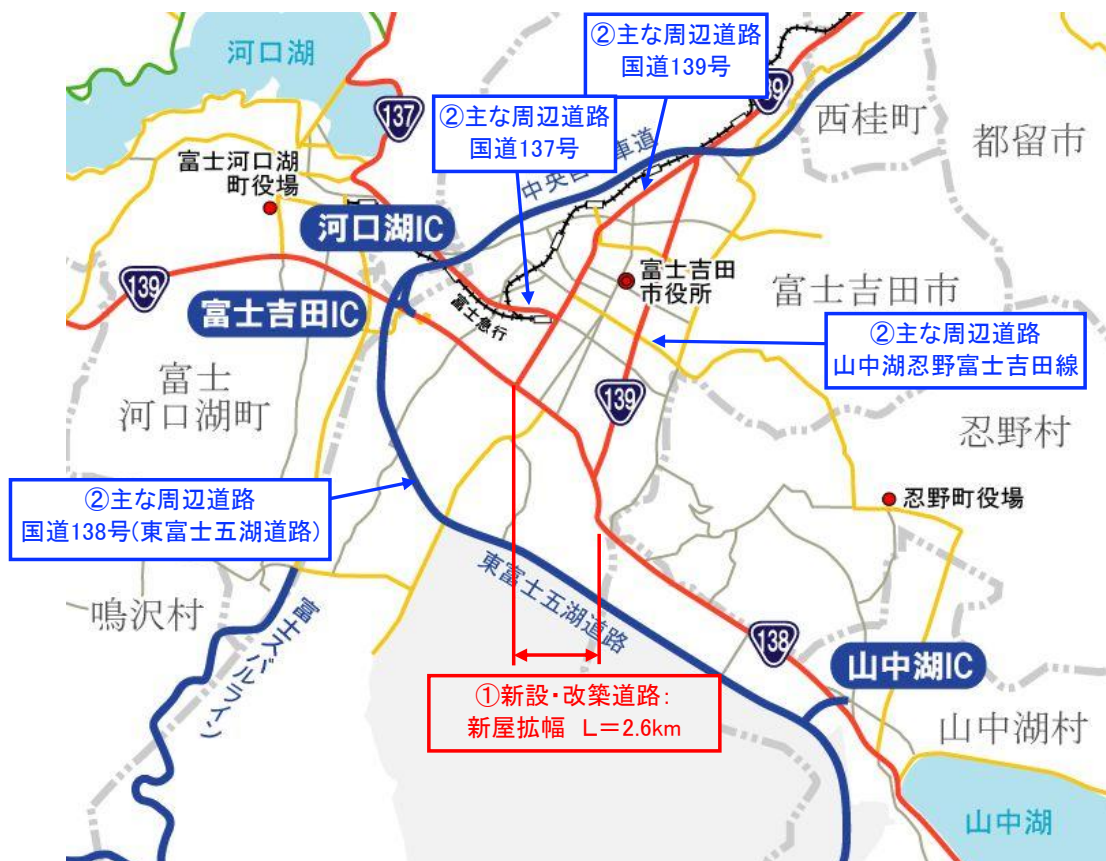 ②主な周辺道路
国道139号
河口湖
139
137
②主な周辺道路
国道137号
西桂町
都留市
中央自動車道
富士河口湖
町役場
河口湖IC
139
富士吉田
市役所
富士吉田市
富士吉田IC
富士急行
②主な周辺道路
山中湖忍野富士吉田線
富士
河口湖町
139
忍野村
②主な周辺道路
国道138号(東富士五湖道路)
忍野町役場
東富士五湖道路
鳴沢村
富士スバルライン
138
山中湖IC
①新設・改築道路:
新屋拡幅 L=2.6km
山中湖村
山中湖